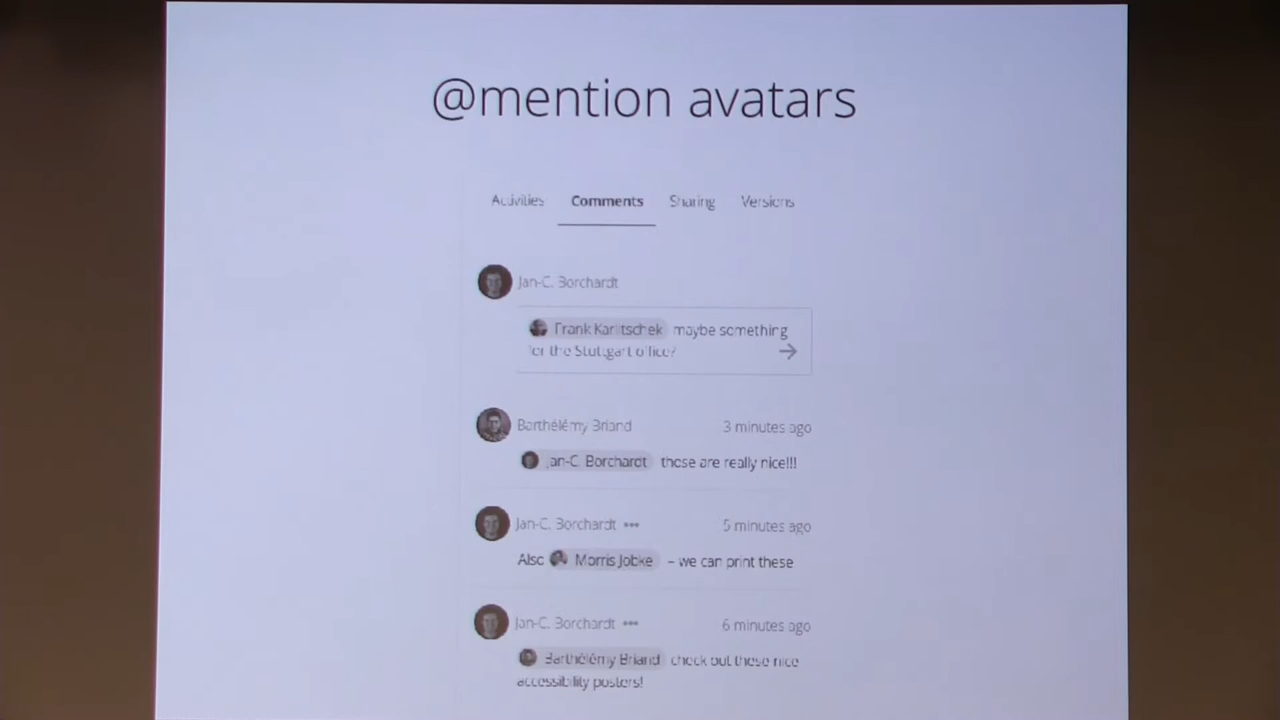 @mention avatars
Activities Comments Sharing Versions
Jan-C. Borchardt
Frank Karlitschek maybe something
for the Stuttgart office?
Barthélémy Briand 3 minutes ago
Jan-C. Borchardt those are really nice!!!
Jan-C. Borchardt ••• 5 minutes ago
Also Morris Jobke – we can print these
Jan-C. Borchardt ••• 6 minutes ago
Barthélémy Briand check out these nice
accessibility posters!